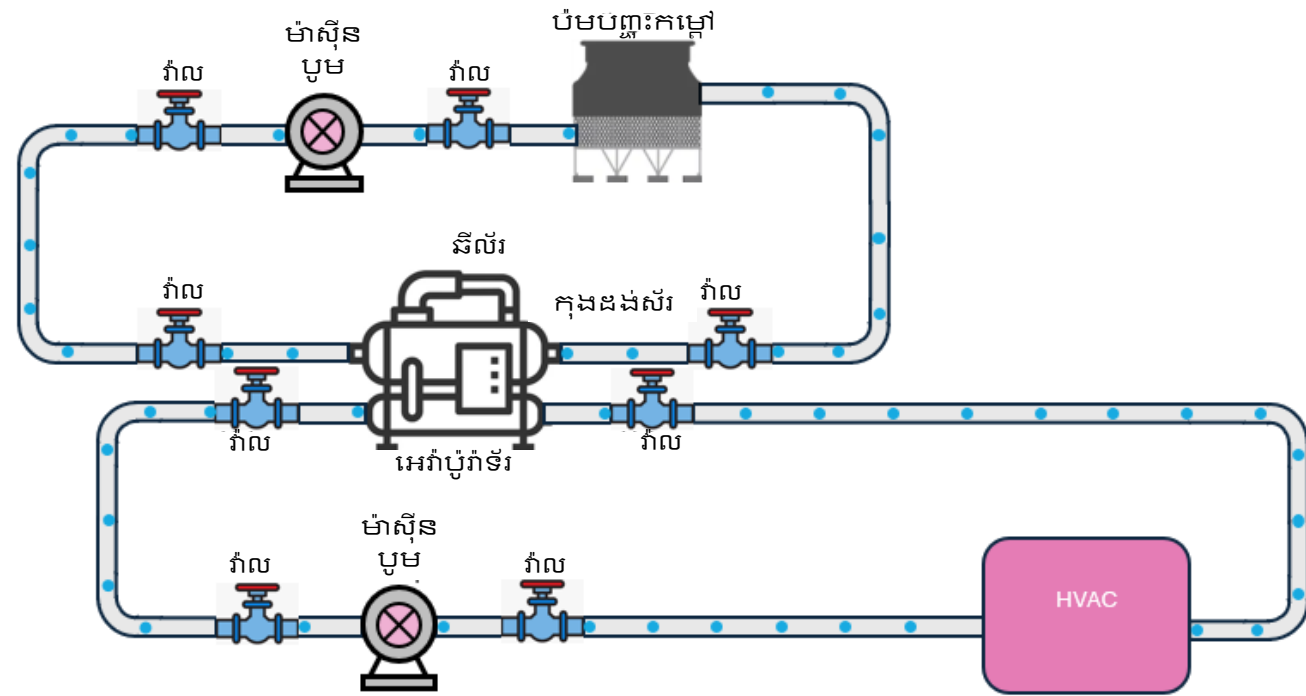 ប៉មបញ្ចុះកម្តៅ
ម៉ាស៊ីន
បូម
វ៉ាល
វ៉ាល
ឆីល័រ
វ៉ាល
កុងដង់ស័រ
វ៉ាល
វ៉ាល
វ៉ាល
អេវ៉ាប៉ូរ៉ាទ័រ
ម៉ាស៊ីន
បូម
វ៉ាល
វ៉ាល
HVAC